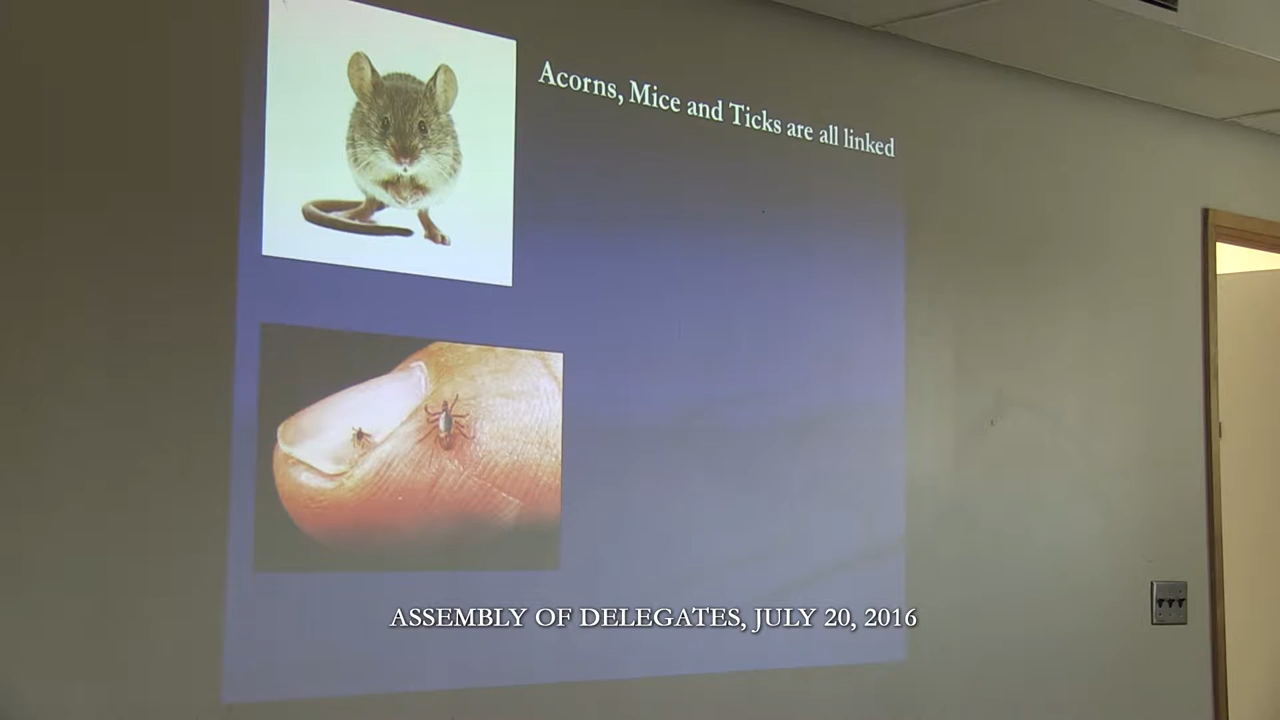 Acorns, Mice and Ticks are all linked
ASSEMBLY OF DELEGATES, JULY 20, 2016